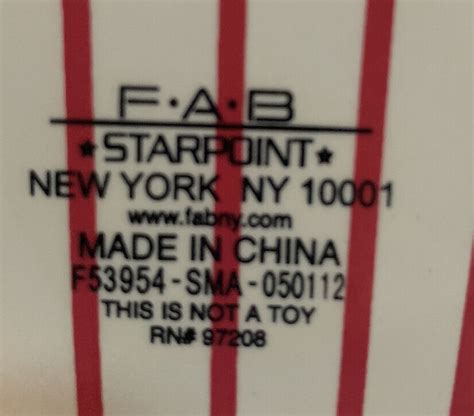 F·A·B
★STARPOINT★
NEW YORK NY 10001
www.fabny.com
MADE IN CHINA
F53954-SMA-050112
THIS IS NOT A TOY
RN# 97208